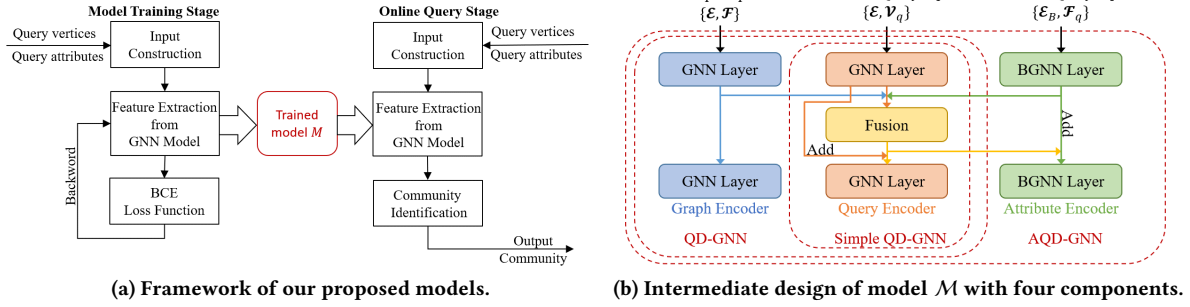 Model Training Stage
Query vertices
Query attributes
Input
Construction
Feature Extraction
from
GNN Model
Backword
BCE
Loss Function
Trained
model M
Online Query Stage
Input
Construction
Query vertices
Query attributes
Feature Extraction
from
GNN Model
Community
Identification
Output
Community
(a) Framework of our proposed models.
{ℰ, ℱ}
{ℰ, 𝒱q}
{ℰB, ℱq}
GNN Layer
GNN Layer
BGNN Layer
Fusion
Add
Add
GNN Layer
GNN Layer
BGNN Layer
Graph Encoder
Query Encoder
Attribute Encoder
QD-GNN
Simple QD-GNN
AQD-GNN
(b) Intermediate design of model ℳ with four components.